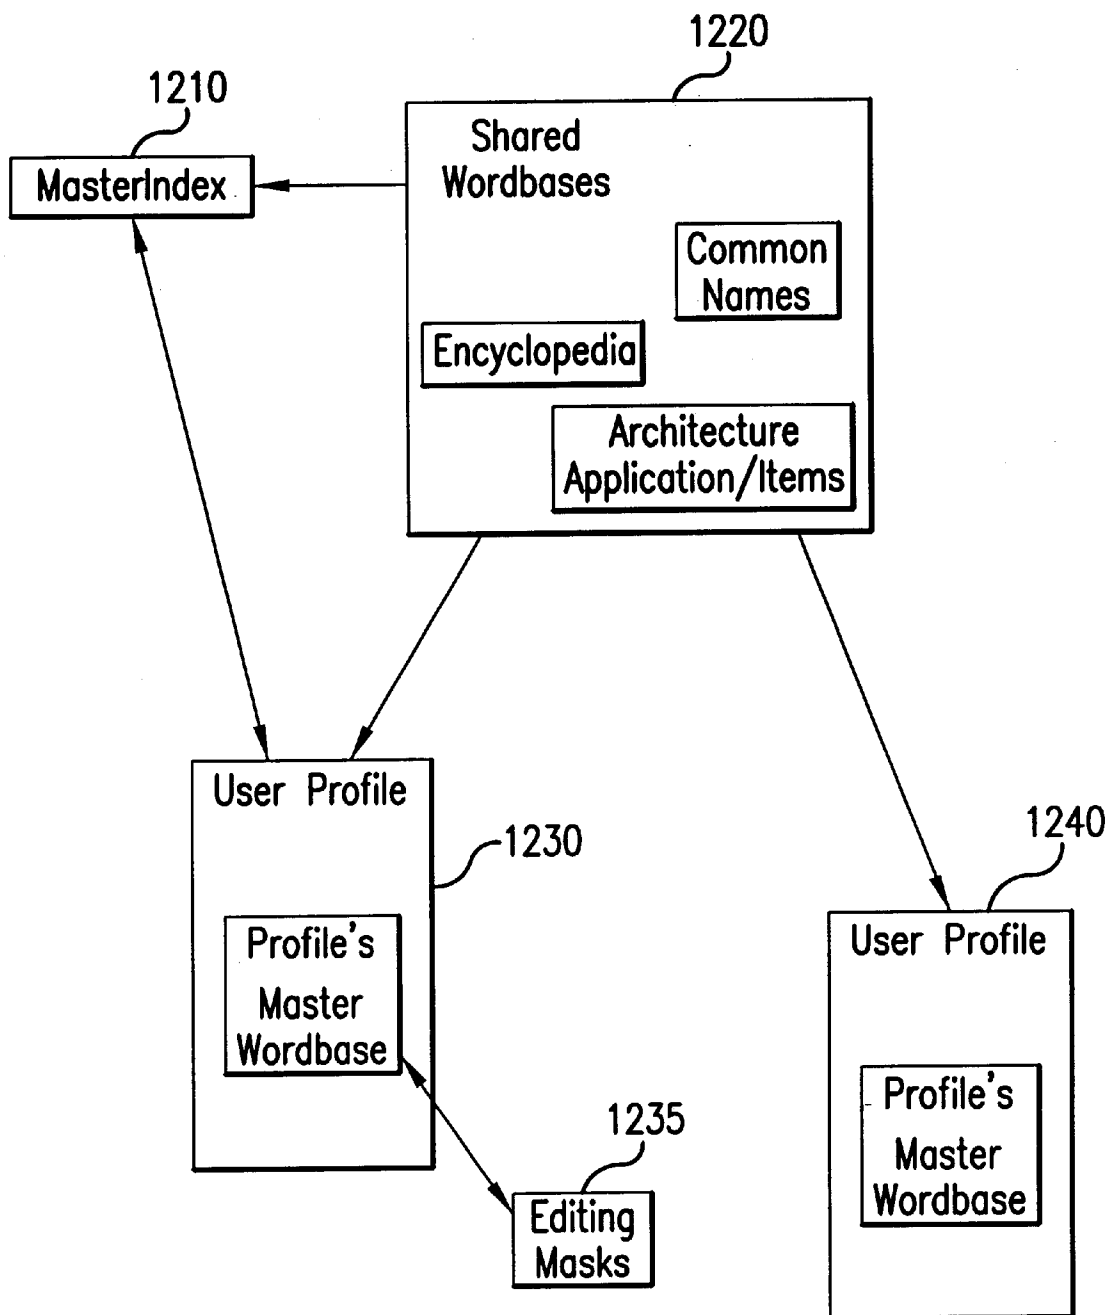 1220
1210
Shared
Wordbases
MasterIndex
Common
Names
Encyclopedia
Architecture
Application/Items
User Profile
1230
1240
Profile's
Master
Wordbase
User Profile
1235
Editing
Masks
Profile's
Master
Wordbase